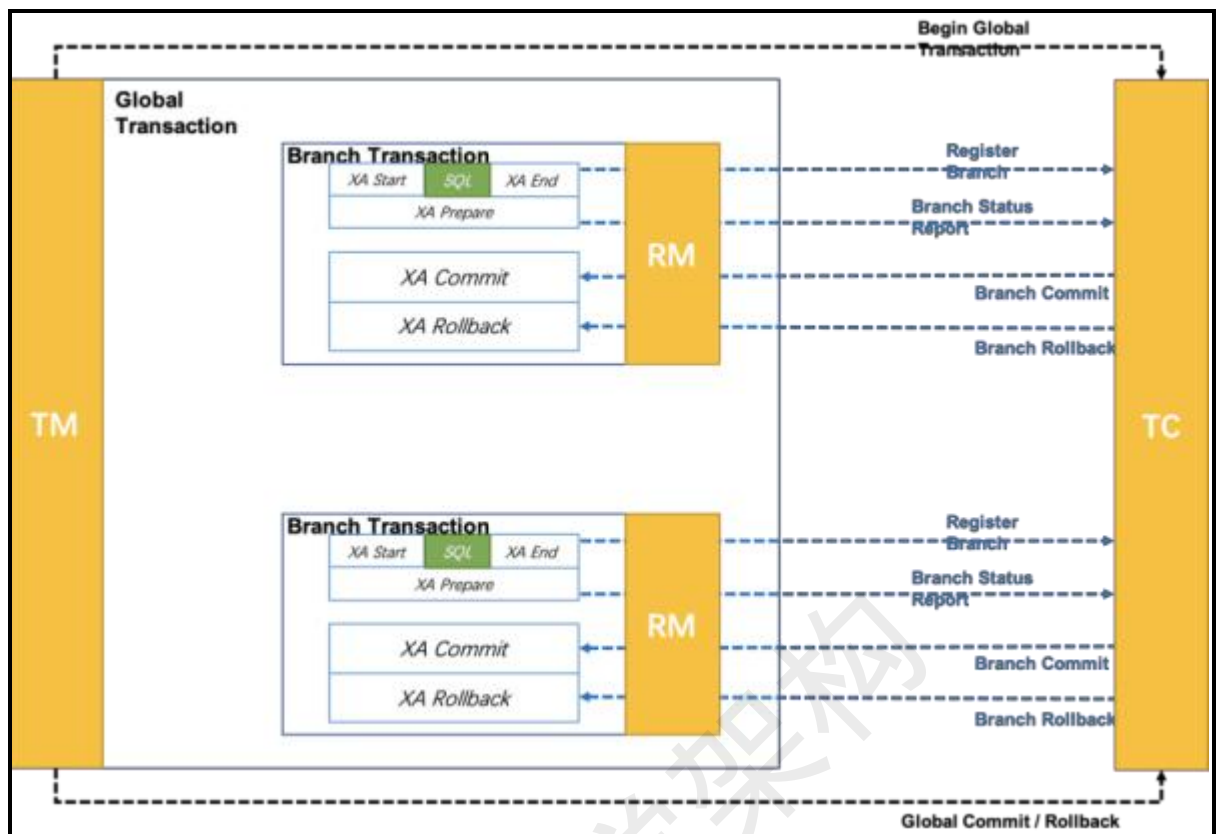 Begin Global
Transaction
Global
Transaction
TM
TC
Branch Transaction
XA Start SQL XA End
XA Prepare
XA Commit
XA Rollback
RM
Register
Branch
Branch Status
Report
Branch Commit
Branch Rollback
Branch Transaction
XA Start SQL XA End
XA Prepare
XA Commit
XA Rollback
RM
Register
Branch
Branch Status
Report
Branch Commit
Branch Rollback
Global Commit / Rollback
架构